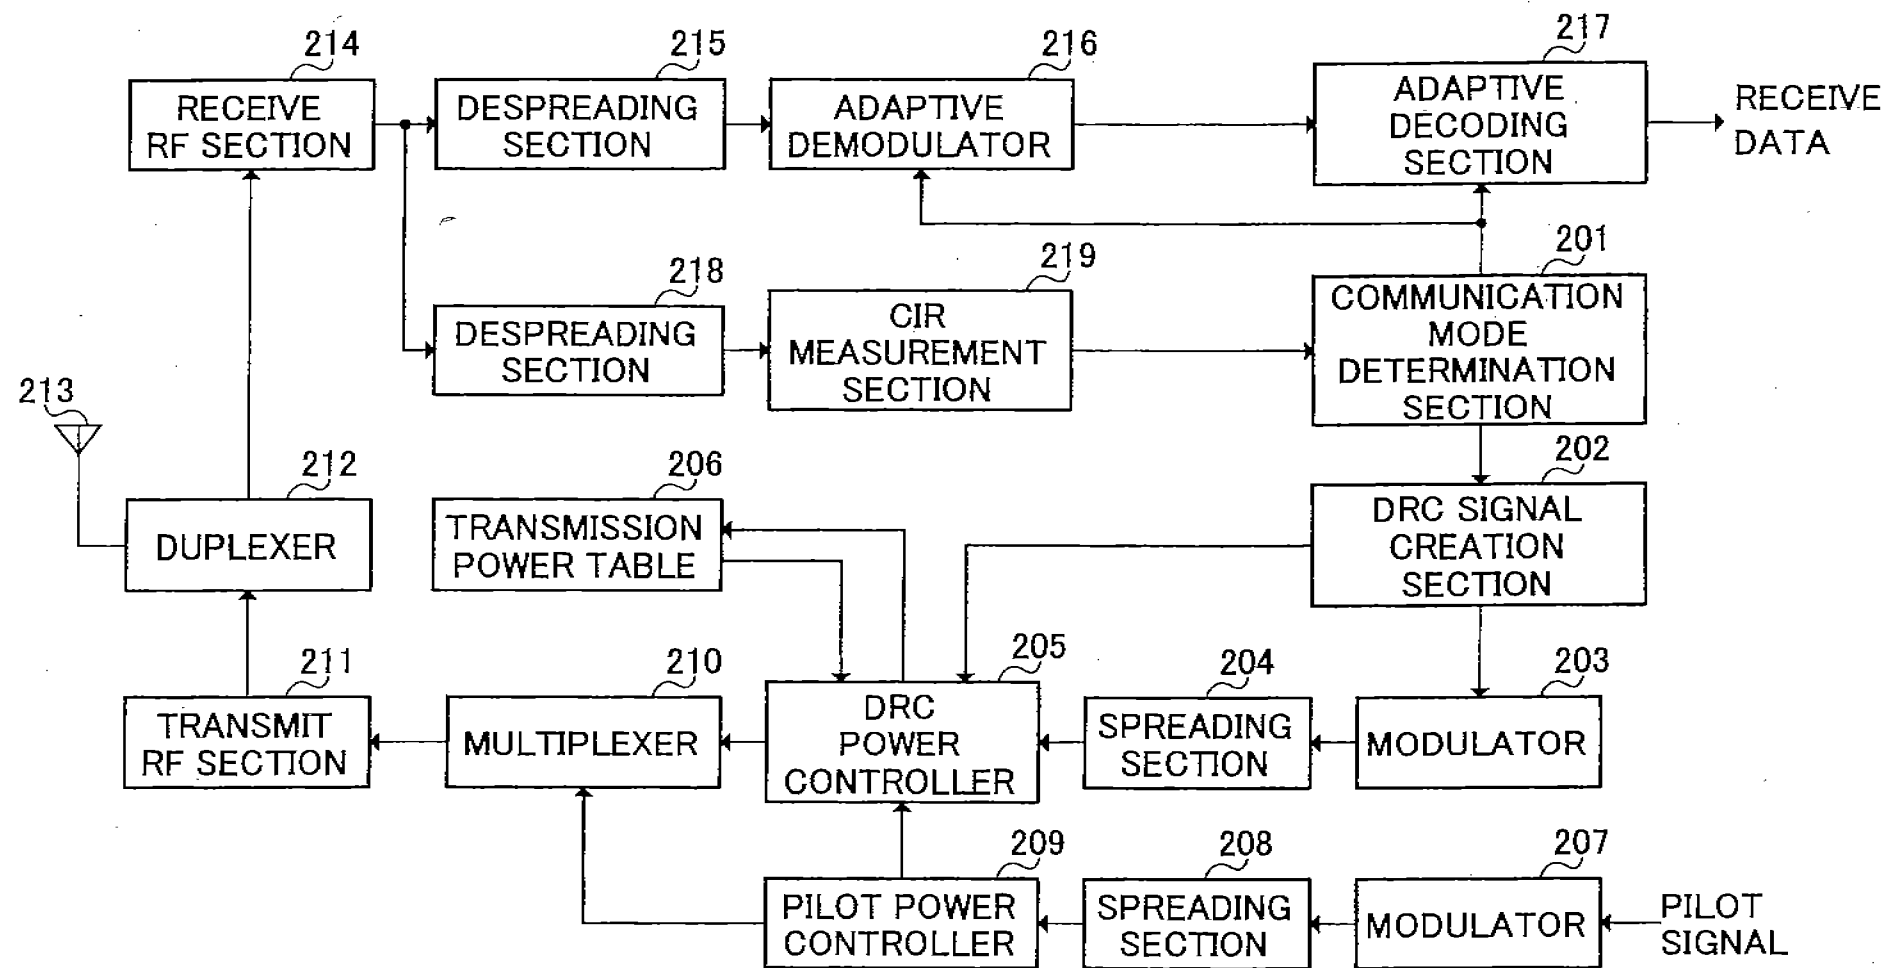 214
RECEIVE
RF SECTION
215
DESPREADING
SECTION
216
ADAPTIVE
DEMODULATOR
217
ADAPTIVE
DECODING
SECTION
RECEIVE
DATA
218
DESPREADING
SECTION
219
CIR
MEASUREMENT
SECTION
201
COMMUNICATION
MODE
DETERMINATION
SECTION
213
212
DUPLEXER
206
TRANSMISSION
POWER TABLE
202
DRC SIGNAL
CREATION
SECTION
211
TRANSMIT
RF SECTION
210
MULTIPLEXER
205
DRC
POWER
CONTROLLER
204
SPREADING
SECTION
203
MODULATOR
209
PILOT POWER
CONTROLLER
208
SPREADING
SECTION
207
MODULATOR
PILOT
SIGNAL